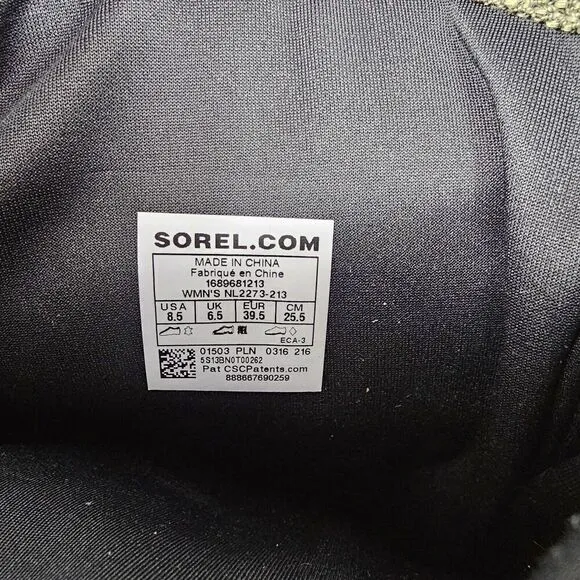 SOREL.COM
MADE IN CHINA
Fabriqué en Chine
1689681213
WMN'S NL2273-213
USA UK EUR CM
8.5 6.5 39.5 25.5
ECA-3
01503 PLN 0316 216
5S13BN0T00262
Pat CSCPatents.com
888667690259